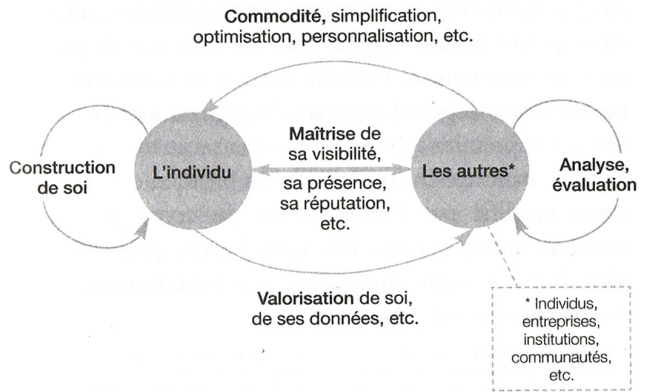 Commodité, simplification,
optimisation, personnalisation, etc.
Construction
de soi
L'individu
Maîtrise de
sa visibilité,
sa présence,
sa réputation,
etc.
Les autres*
Analyse,
évaluation
Valorisation de soi,
de ses données, etc.
* Individus,
entreprises,
institutions,
communautés,
etc.